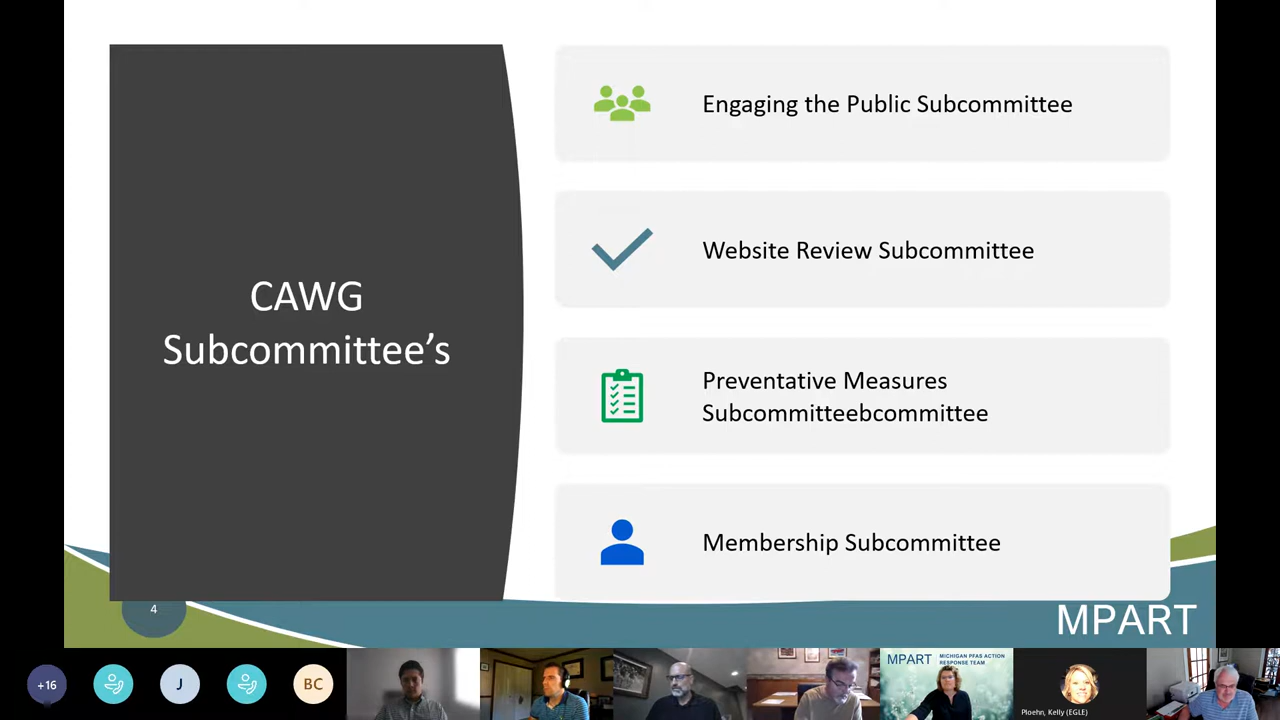 CAWG
Subcommittee’s
Engaging the Public Subcommittee
Website Review Subcommittee
Preventative Measures
Subcommitteebcommittee
Membership Subcommittee
4
MPART
+16
J
BC
MPART
MICHIGAN PFAS ACTION
RESPONSE TEAM
Ploehn, Kelly (EGLE)